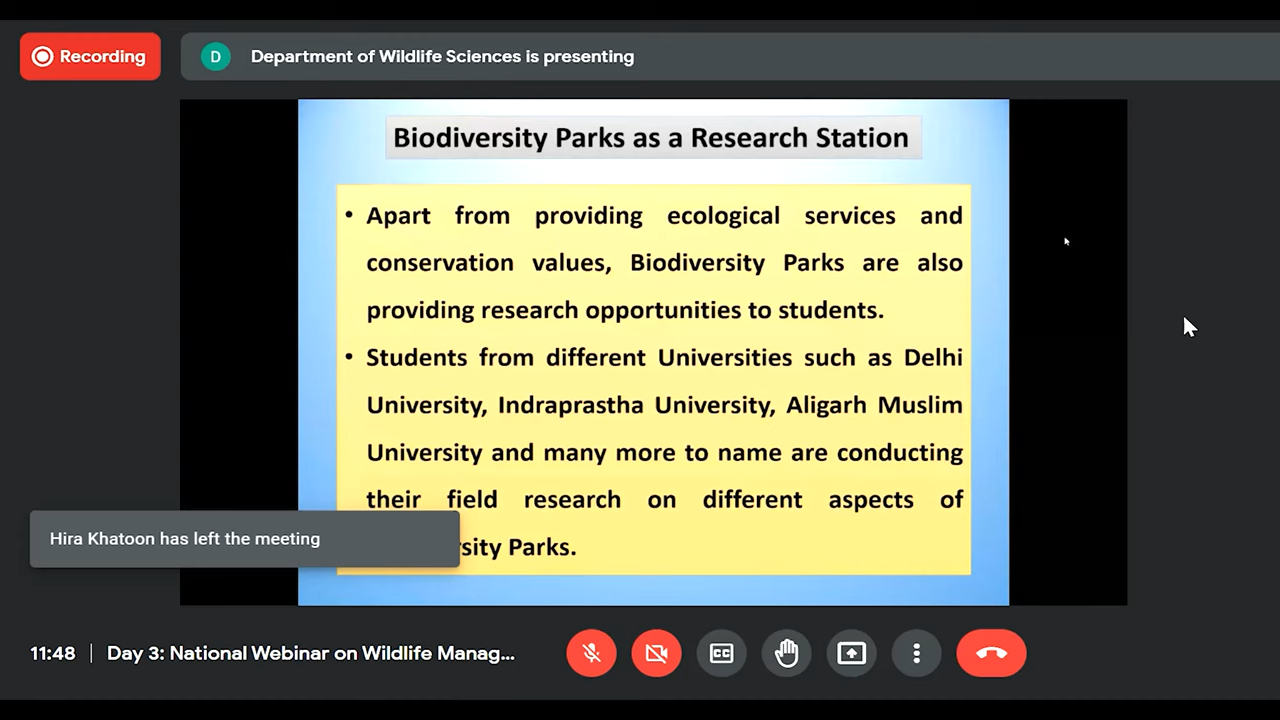 Recording
D
Department of Wildlife Sciences is presenting
Biodiversity Parks as a Research Station
• Apart from providing ecological services and
conservation values, Biodiversity Parks are also
providing research opportunities to students.
• Students from different Universities such as Delhi
University, Indraprastha University, Aligarh Muslim
University and many more to name are conducting
their field research on different aspects of
sity Parks.
Hira Khatoon has left the meeting
11:48 | Day 3: National Webinar on Wildlife Manag...
CC